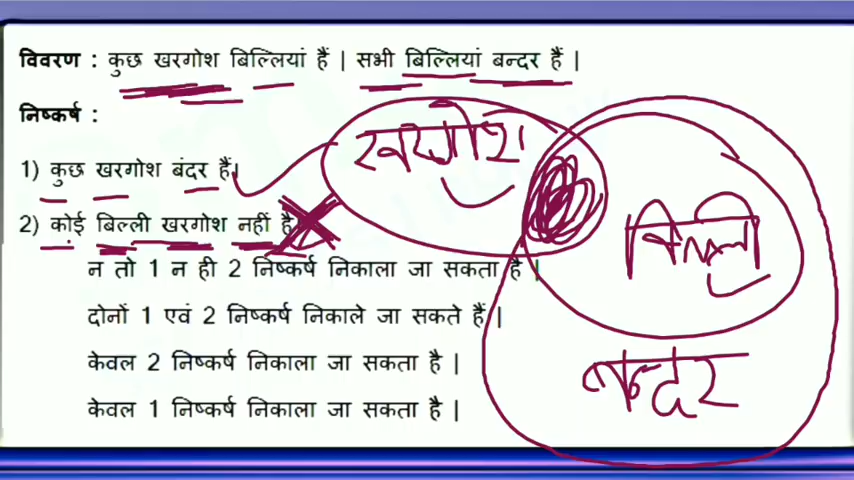 विवरण : कुछ खरगोश बिल्लियां हैं | सभी बिल्लियां बन्दर हैं |
निष्कर्ष :
1) कुछ खरगोश बंदर हैं|
2) कोई बिल्ली खरगोश नहीं है
न तो 1 न ही 2 निष्कर्ष निकाला जा सकता है |
दोनों 1 एवं 2 निष्कर्ष निकाले जा सकते हैं |
केवल 2 निष्कर्ष निकाला जा सकता है |
केवल 1 निष्कर्ष निकाला जा सकता है |
खरगोश
बिल्ली
बन्दर